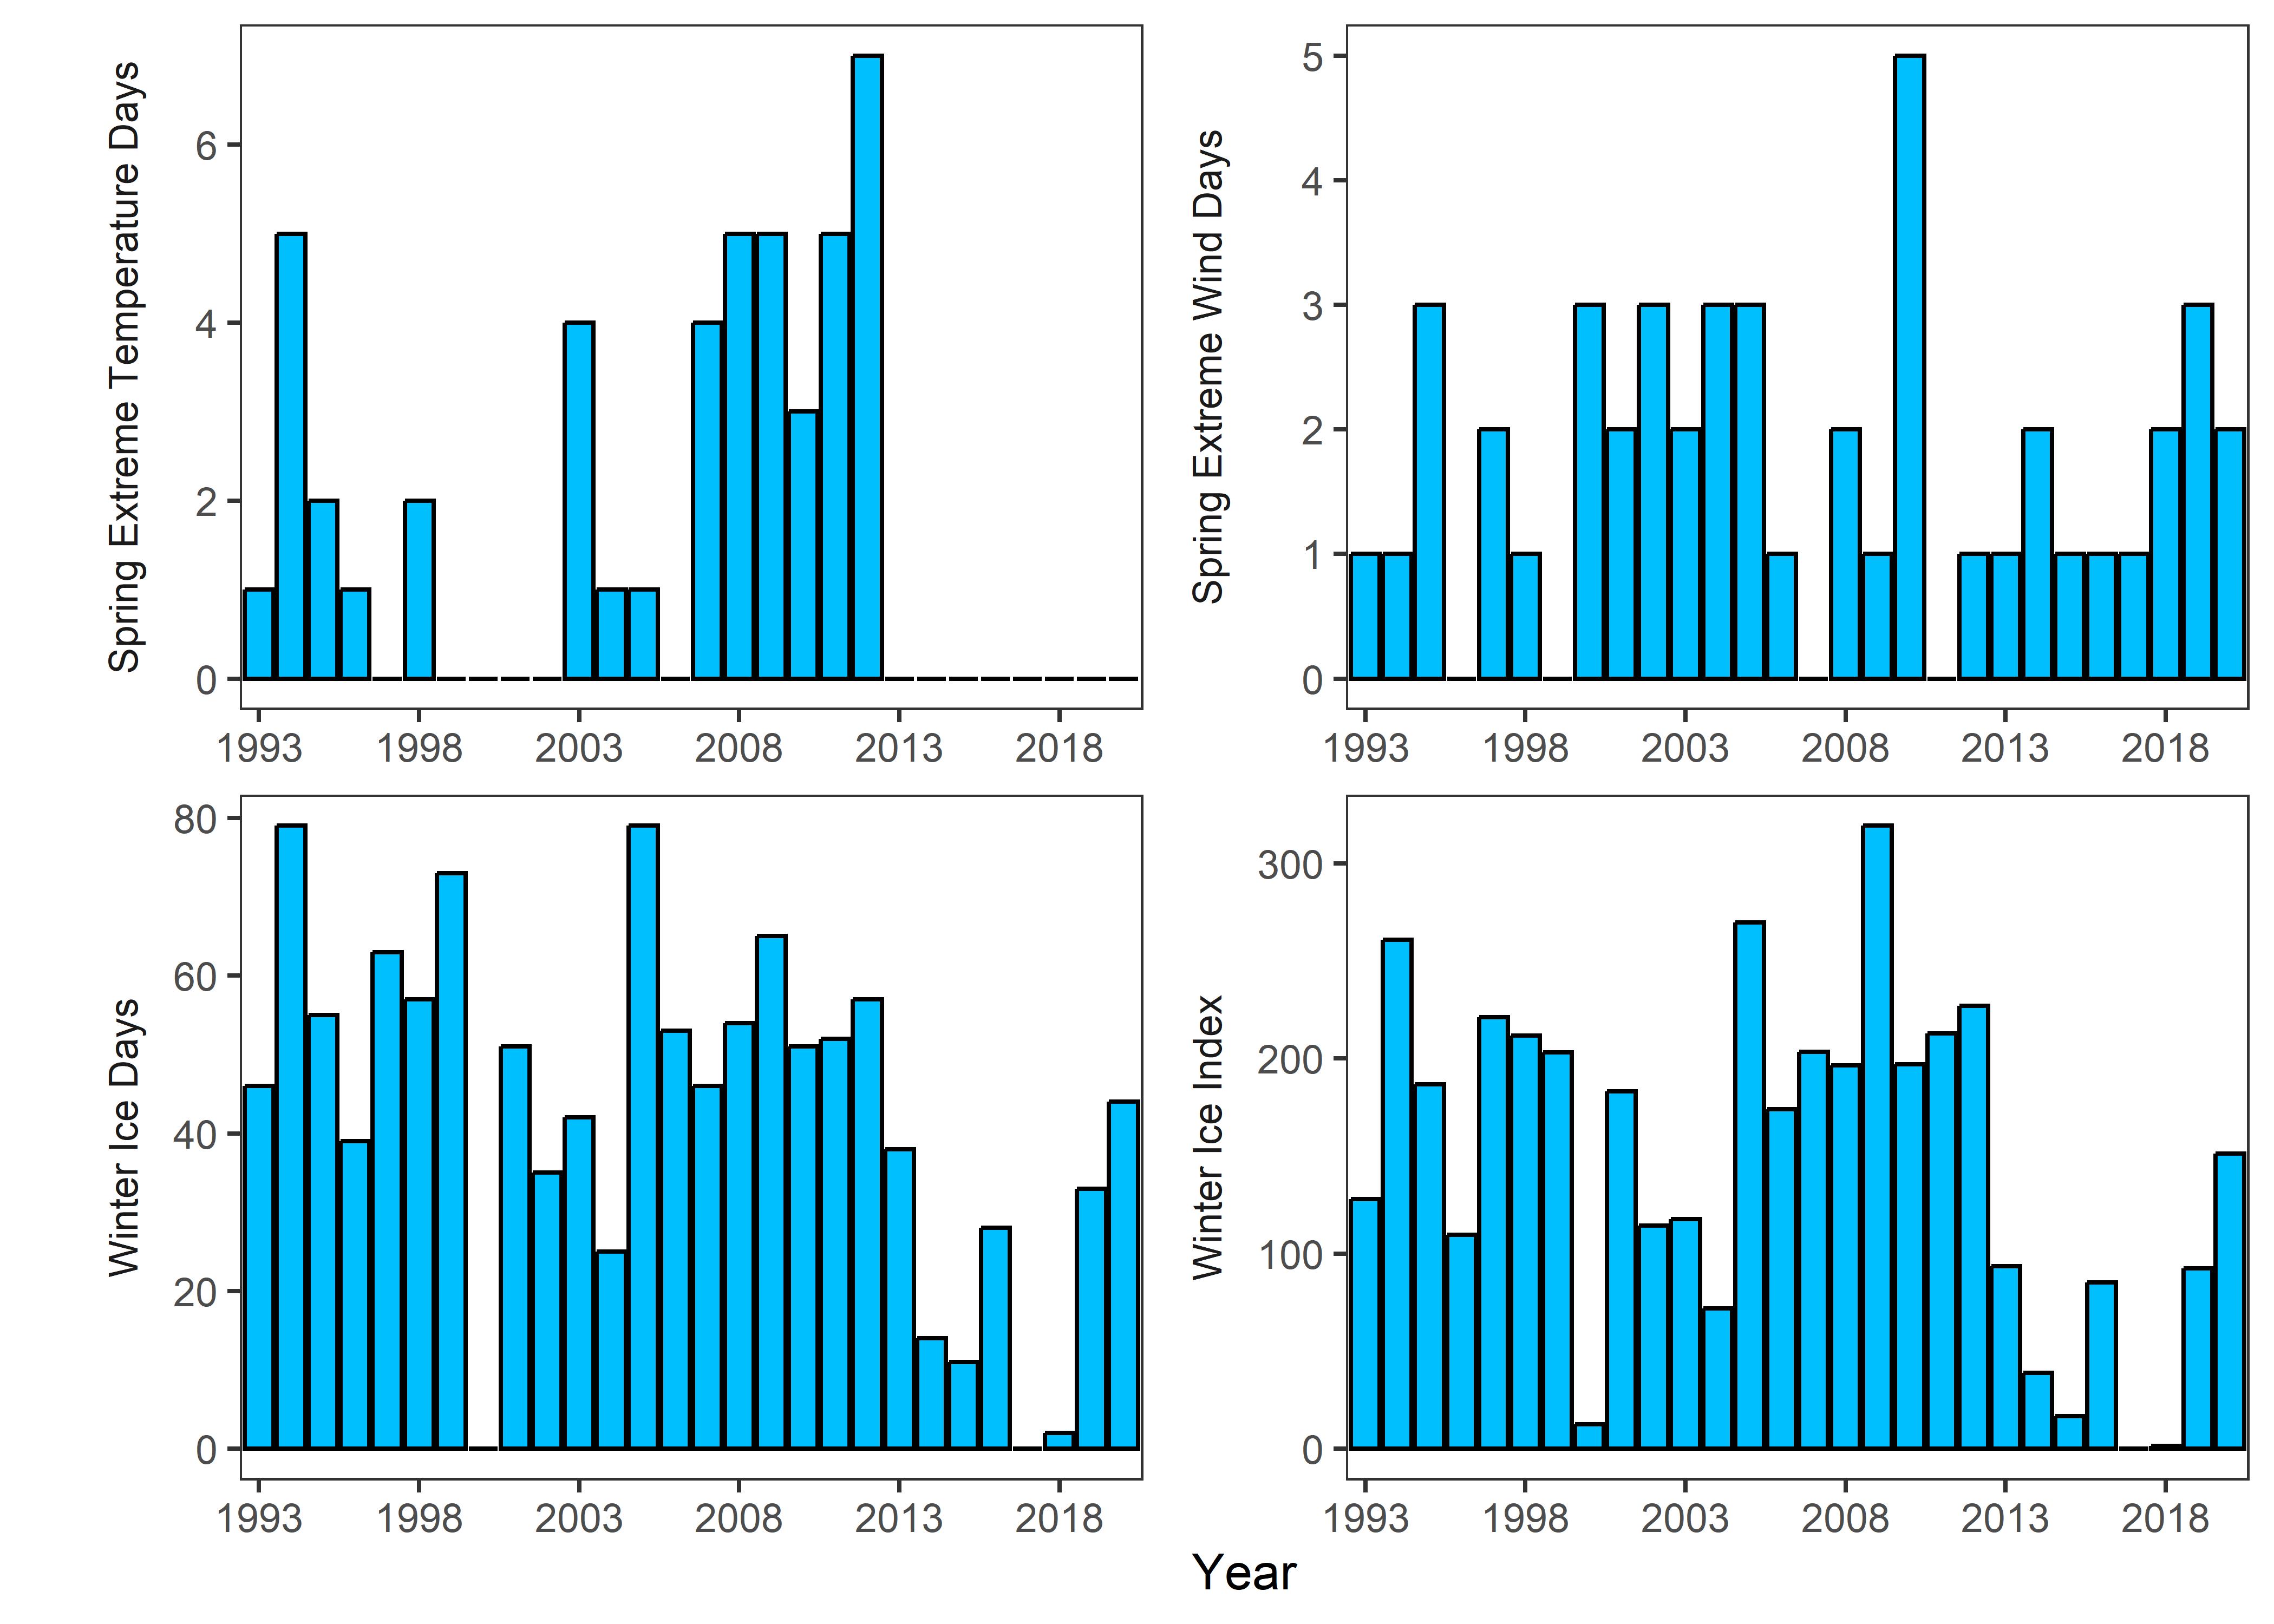 Spring Extreme Temperature Days
6
4
2
0
1993 1998 2003 2008 2013 2018
Spring Extreme Wind Days
5
4
3
2
1
0
1993 1998 2003 2008 2013 2018
Winter Ice Days
80
60
40
20
0
1993 1998 2003 2008 2013 2018
Winter Ice Index
300
200
100
0
1993 1998 2003 2008 2013 2018
Year